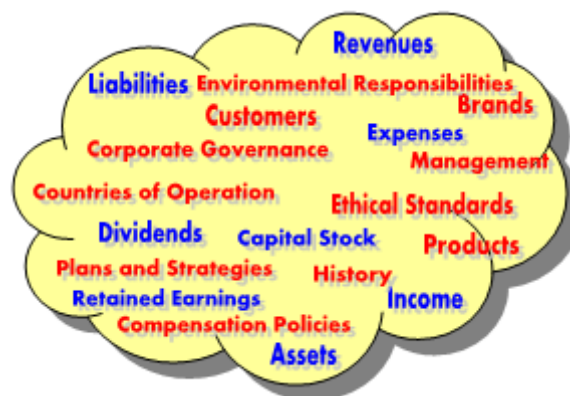 Revenues
Liabilities
Environmental Responsibilities
Brands
Customers
Expenses
Corporate Governance
Management
Countries of Operation
Ethical Standards
Dividends
Capital Stock
Products
Plans and Strategies
History
Retained Earnings
Income
Compensation Policies
Assets